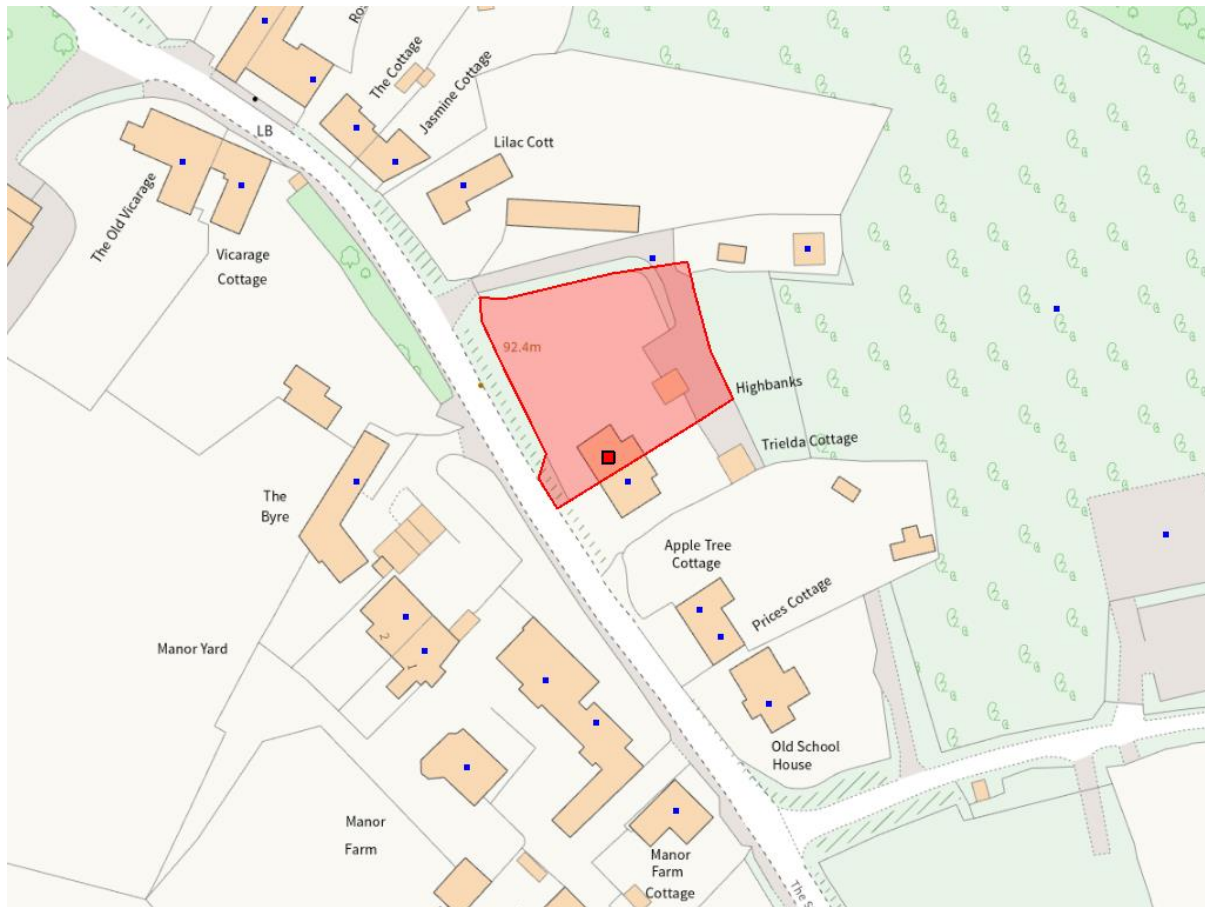 Ros
The Cottage
Jasmine Cottage
LB
Lilac Cott
The Old Vicarage
Vicarage
Cottage
92.4m
Highbanks
Trielda Cottage
The
Byre
Apple Tree
Cottage
Prices Cottage
2
1
Manor Yard
Old School
House
Manor
Farm
Manor
Farm
Cottage
The S